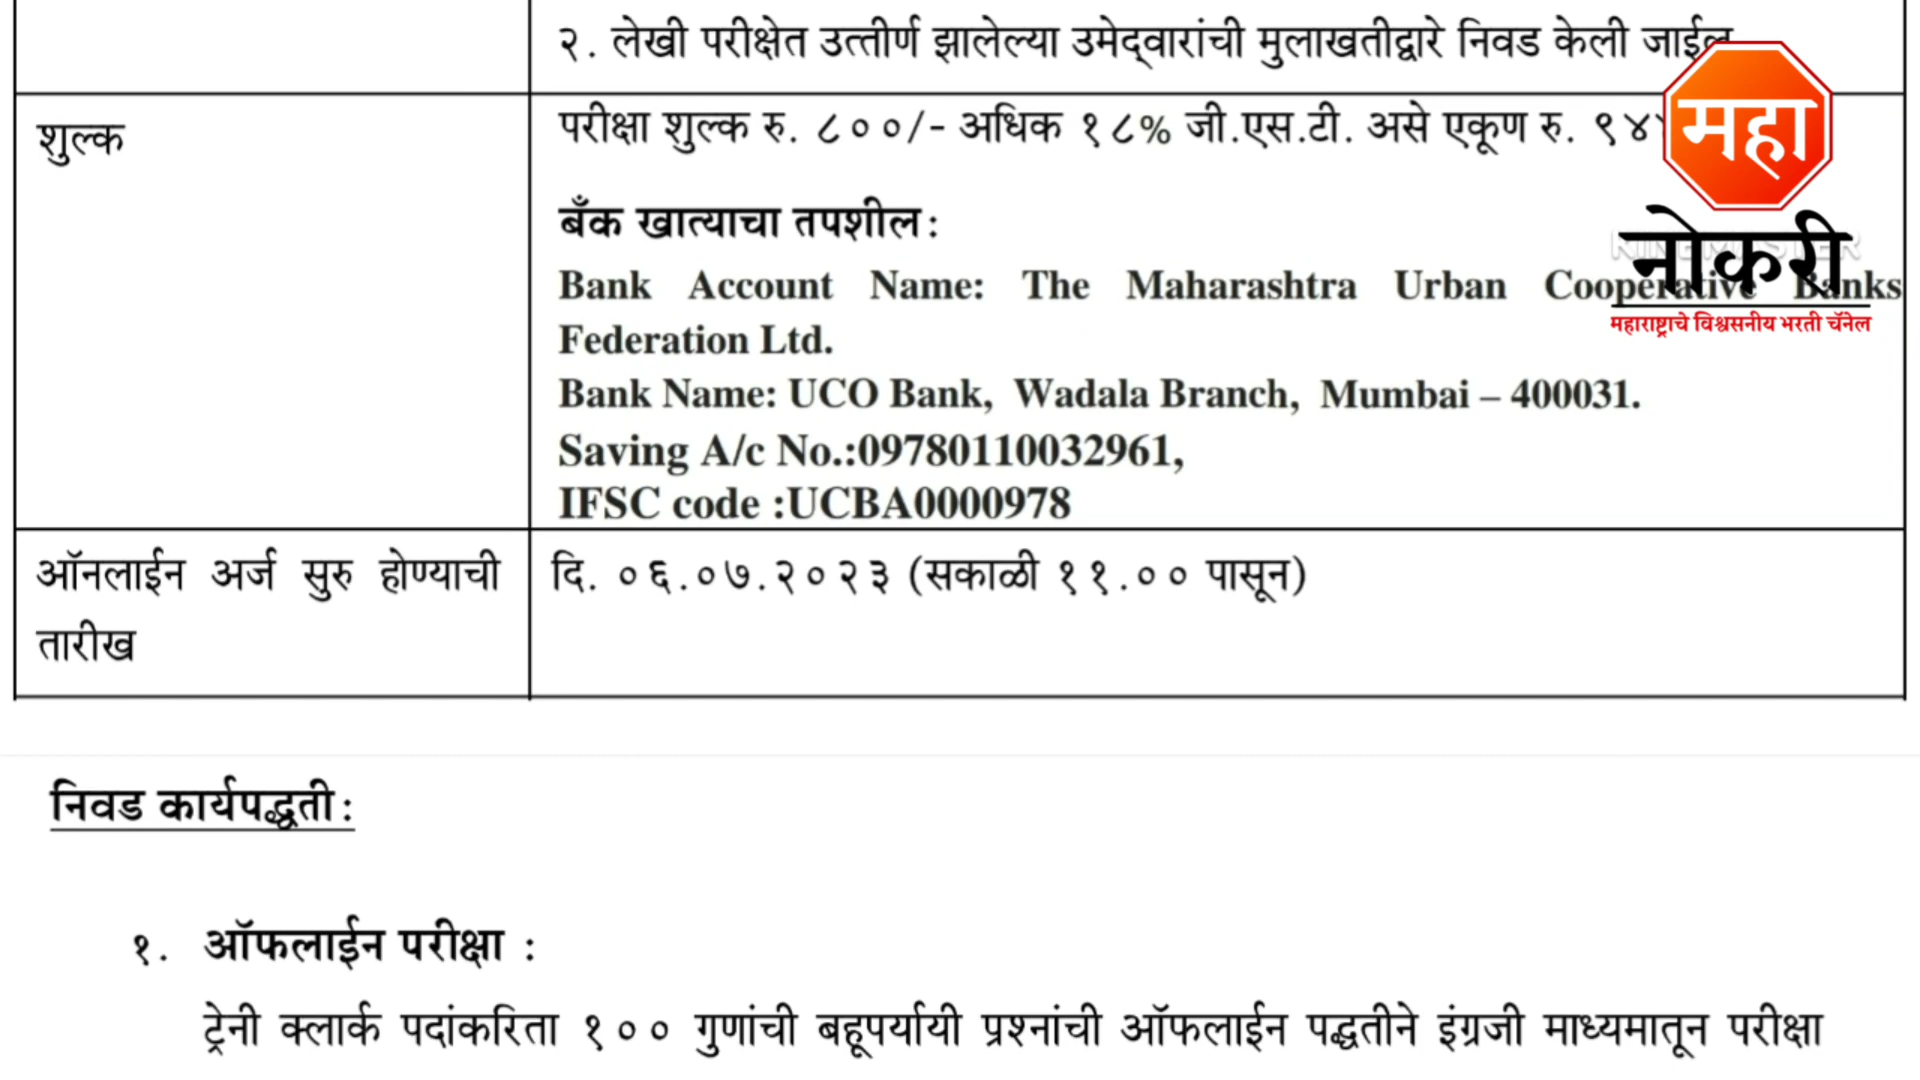 २. लेखी परीक्षेत उत्तीर्ण झालेल्या उमेद्वारांची मुलाखतीद्वारे निवड केली जाईल
शुल्क
परीक्षा शुल्क रु. ८००/- अधिक १८% जी.एस.टी. असे एकूण रु.
महा
नोकरी
महाराष्ट्राचे विश्वसनीय भरती चॅनेल
बँक खात्याचा तपशील:
Bank Account Name: The Maharashtra Urban Cooperative Banks
Federation Ltd.
Bank Name: UCO Bank, Wadala Branch, Mumbai – 400031.
Saving A/c No.:09780110032961,
IFSC code :UCBA0000978
ऑनलाईन अर्ज सुरु होण्याची
तारीख
दि. ०६.०७.२०२३ (सकाळी ११.०० पासून)
निवड कार्यपद्धती:
१. ऑफलाईन परीक्षा :
ट्रेनी क्लार्क पदांकरिता १०० गुणांची बहूपर्यायी प्रश्नांची ऑफलाईन पद्धतीने इंग्रजी माध्यमातून परीक्षा